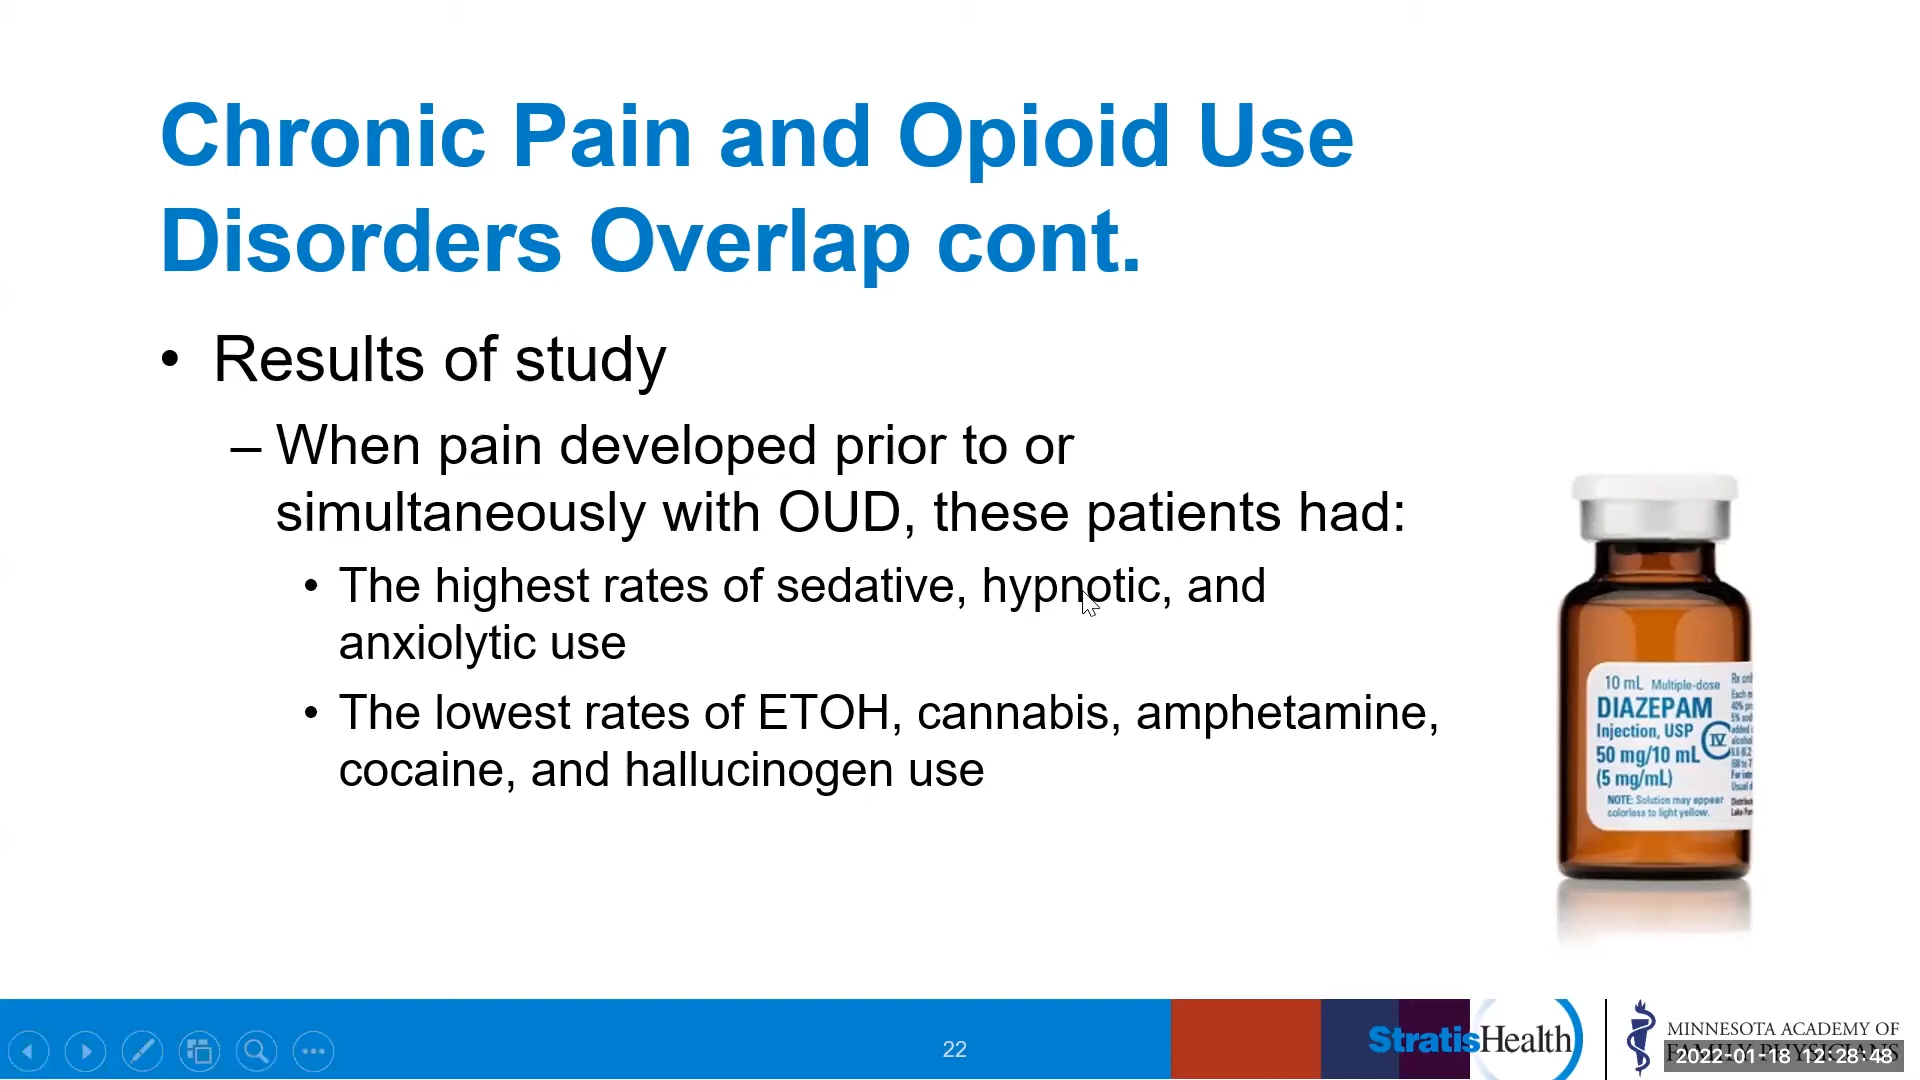 Chronic Pain and Opioid Use
Disorders Overlap cont.
• Results of study
– When pain developed prior to or
simultaneously with OUD, these patients had:
• The highest rates of sedative, hypnotic, and
anxiolytic use
• The lowest rates of ETOH, cannabis, amphetamine,
cocaine, and hallucinogen use
10 mL Multiple-dose
DIAZEPAM
Injection, USP
CIV
50 mg/10 mL
(5 mg/mL)
NOTE: Solution may appear
colorless to light yellow.
22
StratisHealth
MINNESOTA ACADEMY OF
FAMILY PHYSICIANS
2022-01-18 12:28:48